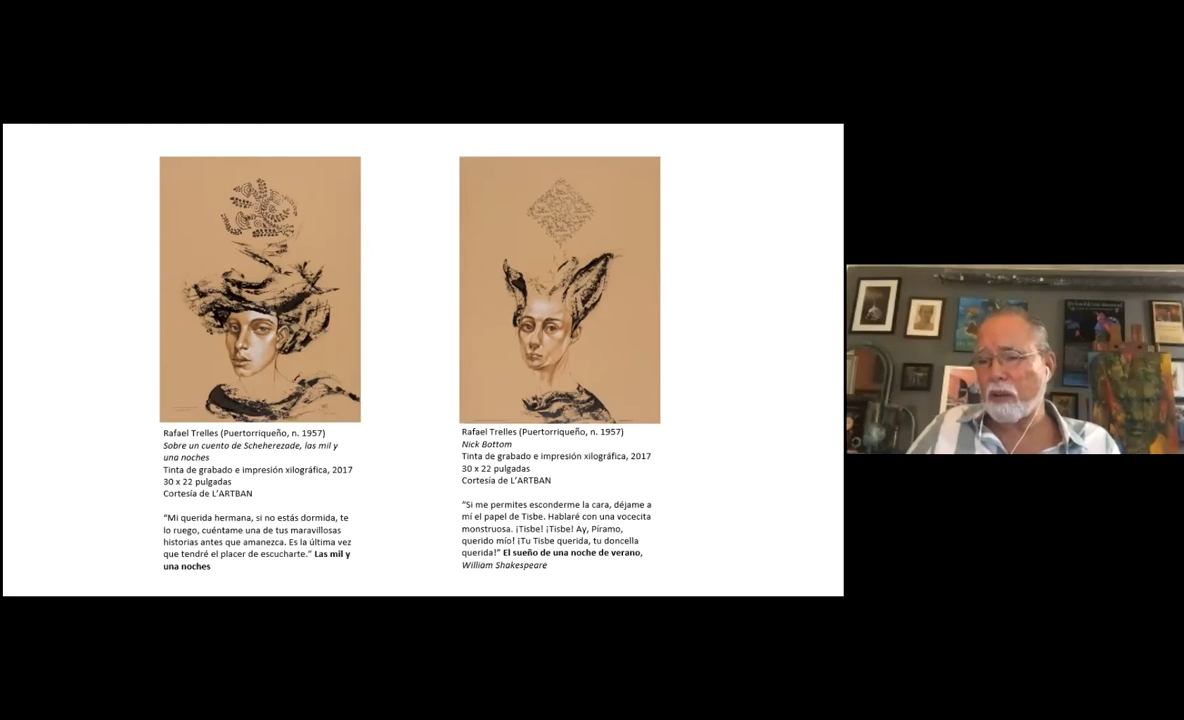 Rafael Trelles (Puertorriqueño, n. 1957)
Sobre un cuento de Scheherezade, las mil y
una noches
Tinta de grabado e impresión xilográfica, 2017
30 x 22 pulgadas
Cortesía de L’ARTBAN
“Mi querida hermana, si no estás dormida, te
lo ruego, cuéntame una de tus maravillosas
historias antes que amanezca. Es la última vez
que tendré el placer de escucharte.” Las mil y
una noches
Rafael Trelles (Puertorriqueño, n. 1957)
Nick Bottom
Tinta de grabado e impresión xilográfica, 2017
30 x 22 pulgadas
Cortesía de L’ARTBAN
“Si me permites esconderme la cara, déjame a
mí el papel de Tisbe. Hablaré con una vocecita
monstruosa. ¡Tisbe! ¡Tisbe! Ay, Píramo,
querido mío! ¡Tu Tisbe querida, tu doncella
querida!” El sueño de una noche de verano,
William Shakespeare